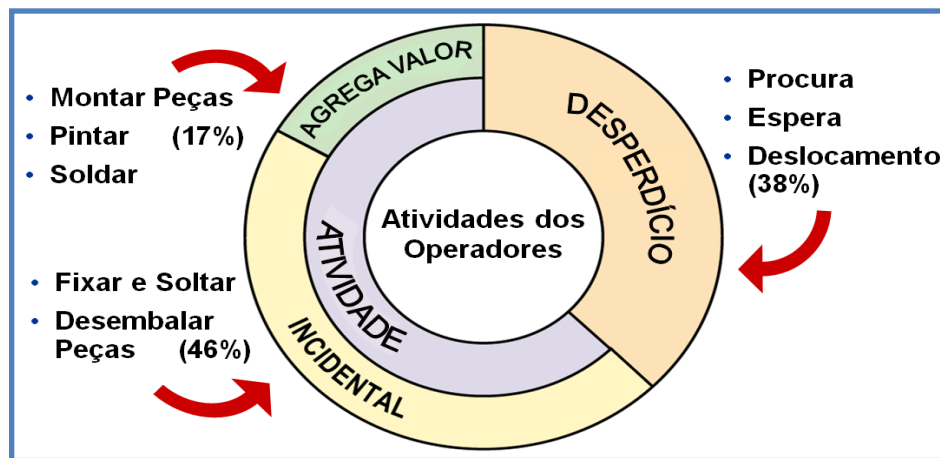 • Montar Peças
• Pintar (17%)
• Soldar
• Fixar e Soltar
• Desembalar
Peças (46%)
AGREGA VALOR
ATIVIDADE
INCIDENTAL
Atividades dos
Operadores
DESPERDÍCIO
• Procura
• Espera
• Deslocamento
(38%)